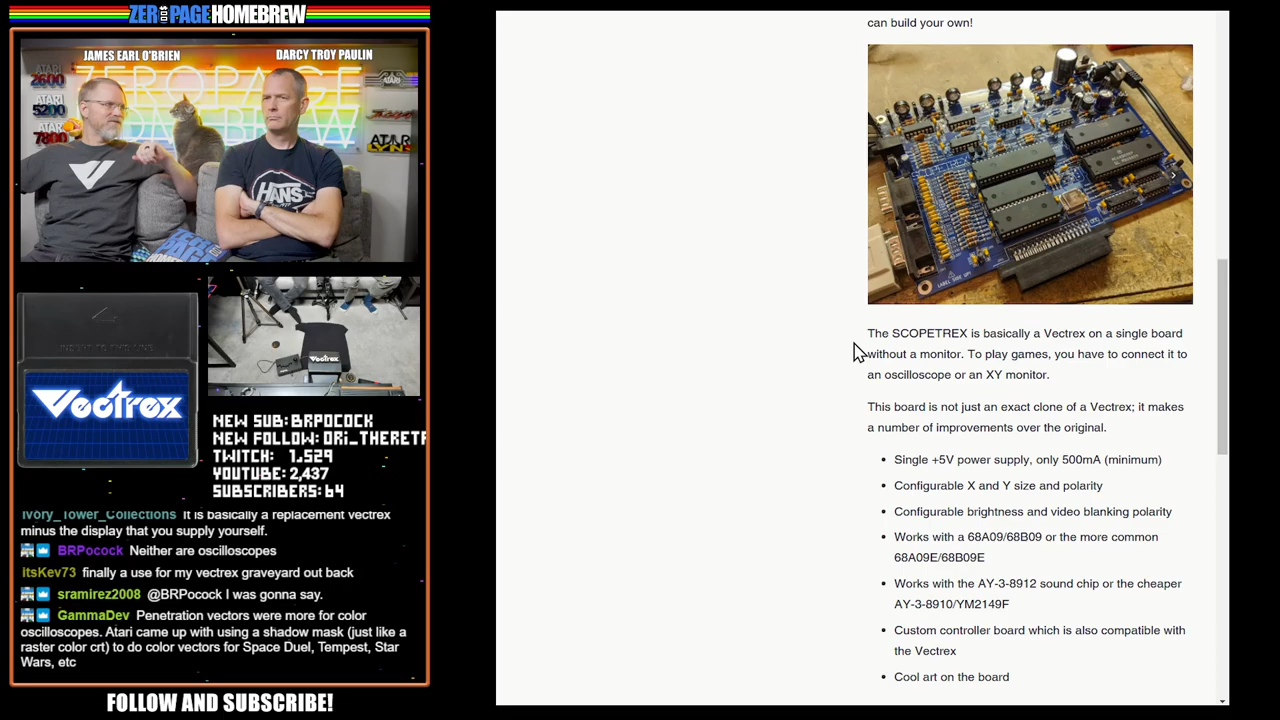 ZEROPAGE HOMEBREW
JAMES EARL O'BRIEN
DARCY TROY PAULIN
ATARI
2600
ATARI
5200
ATARI
7800
ZEROPAGE
ATARI
ATARI
LYNX
HANS
Vectrex
Vectrex
NEW SUB: BRPOCOCK
NEW FOLLOW: ORI_THERETR
TWITCH: 1,529
YOUTUBE: 2,437
SUBSCRIBERS: 64
Ivory_Tower_Collections It is basically a replacement vectrex
minus the display that you supply yourself.
BRPocock Neither are oscilloscopes
ItsKev73 finally a use for my vectrex graveyard out back
sramirez2008 @BRPocock I was gonna say.
GammaDev Penetration vectors were more for color
oscilloscopes. Atari came up with using a shadow mask (just like a
raster color crt) to do color vectors for Space Duel, Tempest, Star
Wars, etc
FOLLOW AND SUBSCRIBE!
can build your own!
LABEL SIDE UP!
The SCOPETREX is basically a Vectrex on a single board
without a monitor. To play games, you have to connect it to
an oscilloscope or an XY monitor.
This board is not just an exact clone of a Vectrex; it makes
a number of improvements over the original.
• Single +5V power supply, only 500mA (minimum)
• Configurable X and Y size and polarity
• Configurable brightness and video blanking polarity
• Works with a 68A09/68B09 or the more common
68A09E/68B09E
• Works with the AY-3-8912 sound chip or the cheaper
AY-3-8910/YM2149F
• Custom controller board which is also compatible with
the Vectrex
• Cool art on the board